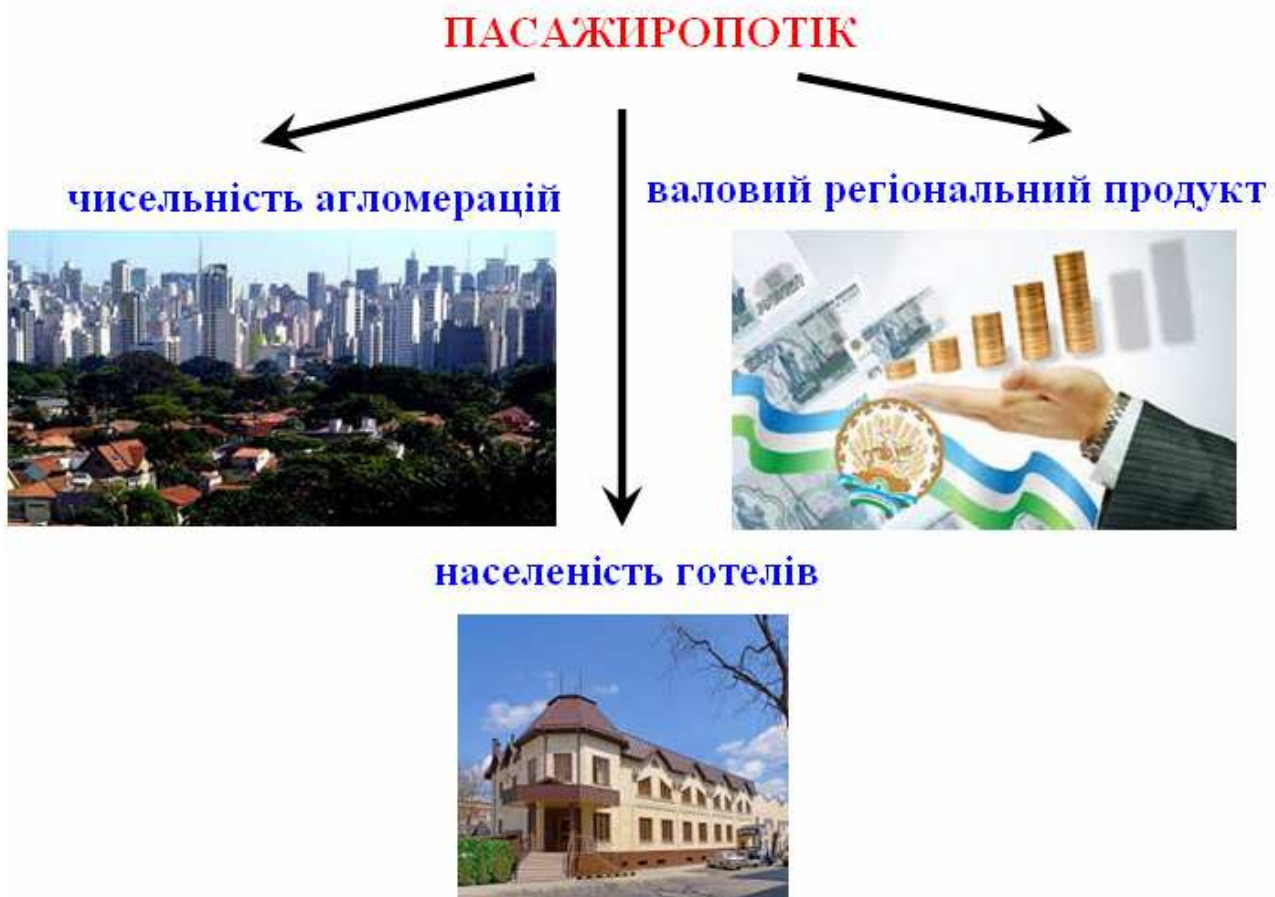 ПАСАЖИРОПОТІК
чисельність агломерацій
валовий регіональний продукт
населеність готелів